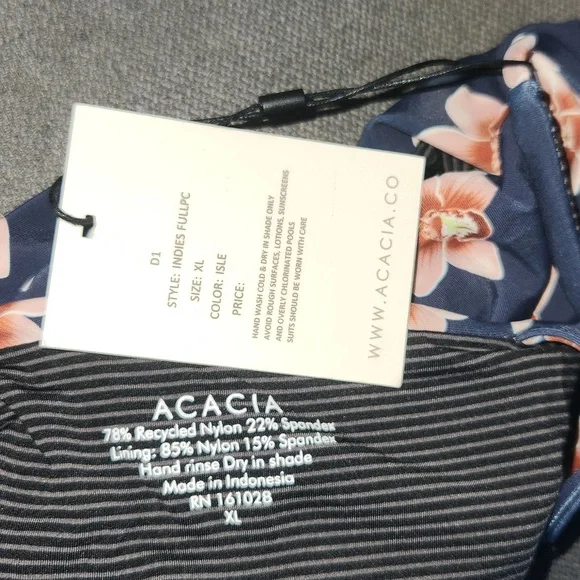 D1
STYLE: INDIES FULLPC
SIZE: XL
COLOR: ISLE
PRICE:
HAND WASH COLD & DRY IN SHADE ONLY
AVOID ROUGH SURFACES, LOTIONS, SUNSCREENS
AND OVERLY CHLORINATED POOLS
SUITS SHOULD BE WORN WITH CARE
WWW.ACACIA.CO
ACACIA
78% Recycled Nylon 22% Spandex
Lining: 85% Nylon 15% Spandex
Hand rinse Dry in shade
Made in Indonesia
RN 161028
XL